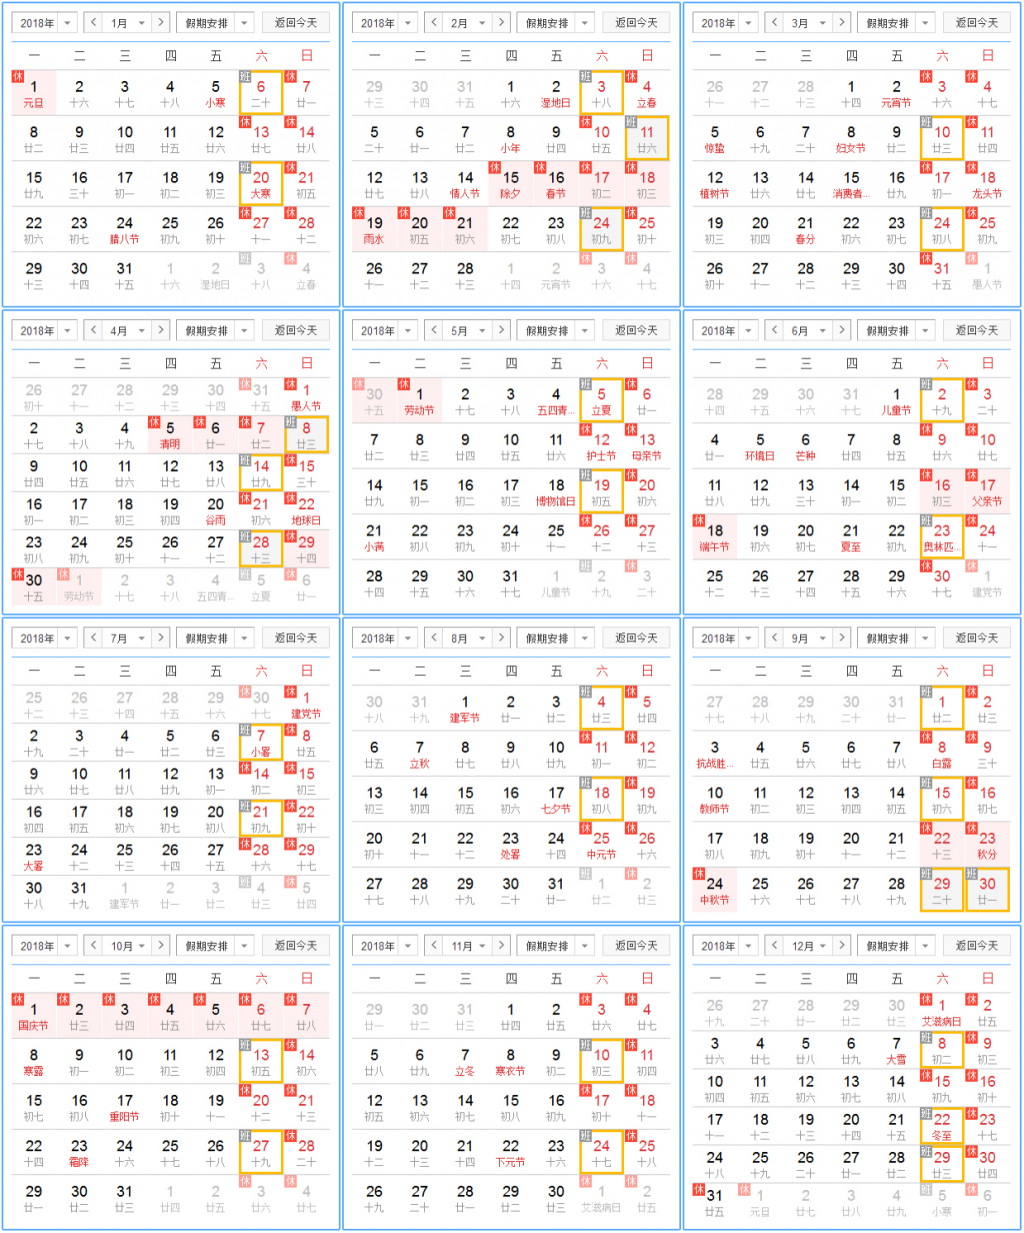 2018年 1月 假期安排 返回今天
一 二 三 四 五 六 日
休 班 休
1 2 3 4 5 6 7
元旦 十六 十七 十八 小寒 二十 廿一
休 休
8 9 10 11 12 13 14
廿二 廿三 廿四 廿五 廿六 廿七 廿八
班 休
15 16 17 18 19 20 21
廿九 三十 初一 初二 初三 大寒 初五
休 休
22 23 24 25 26 27 28
初六 初七 腊八节 初九 初十 十一 十二
班 休
29 30 31 1 2 3 4
十三 十四 十五 十六 湿地日 十八 立春
2018年 2月 假期安排 返回今天
一 二 三 四 五 六 日
班 休
29 30 31 1 2 3 4
十三 十四 十五 十六 湿地日 十八 立春
休 班
5 6 7 8 9 10 11
二十 廿一 廿二 小年 廿四 廿五 廿六
休 休 休 休
12 13 14 15 16 17 18
廿七 廿八 情人节 除夕 春节 初二 初三
休 休 休 班 休
19 20 21 22 23 24 25
雨水 初五 初六 初七 初八 初九 初十
休 休
26 27 28 1 2 3 4
十一 十二 十三 十四 元宵节 十六 十七
2018年 3月 假期安排 返回今天
一 二 三 四 五 六 日
休 休
26 27 28 1 2 3 4
十一 十二 十三 十四 元宵节 十六 十七
班 休
5 6 7 8 9 10 11
惊蛰 十九 二十 妇女节 廿二 廿三 廿四
休 休
12 13 14 15 16 17 18
植树节 廿六 廿七 消费者... 廿九 初一 龙头节
班 休
19 20 21 22 23 24 25
初三 初四 春分 初六 初七 初八 初九
休 休
26 27 28 29 30 31 1
初十 十一 十二 十三 十四 十五 愚人节
2018年 4月 假期安排 返回今天
一 二 三 四 五 六 日
休 休
26 27 28 29 30 31 1
初十 十一 十二 十三 十四 十五 愚人节
休 休 休 班
2 3 4 5 6 7 8
十七 十八 十九 清明 廿一 廿二 廿三
班 休
9 10 11 12 13 14 15
廿四 廿五 廿六 廿七 廿八 廿九 三十
休 休
16 17 18 19 20 21 22
初一 初二 初三 初四 谷雨 初六 地球日
班 休
23 24 25 26 27 28 29
初八 初九 初十 十一 十二 十三 十四
休 休 班 休
30 1 2 3 4 5 6
十五 劳动节 十七 十八 五四青... 立夏 廿一
2018年 5月 假期安排 返回今天
一 二 三 四 五 六 日
休 休 班 休
30 1 2 3 4 5 6
十五 劳动节 十七 十八 五四青... 立夏 廿一
休 休
7 8 9 10 11 12 13
廿二 廿三 廿四 廿五 廿六 护士节 母亲节
班 休
14 15 16 17 18 19 20
廿九 初一 初二 初三 博物馆日 初五 初六
休 休
21 22 23 24 25 26 27
小满 初八 初九 初十 十一 十二 十三
班 休
28 29 30 31 1 2 3
十四 十五 十六 十七 儿童节 十九 二十
2018年 6月 假期安排 返回今天
一 二 三 四 五 六 日
班 休
28 29 30 31 1 2 3
十四 十五 十六 十七 儿童节 十九 二十
休 休
4 5 6 7 8 9 10
廿一 环境日 芒种 廿四 廿五 廿六 廿七
休 休
11 12 13 14 15 16 17
廿八 廿九 三十 初一 初二 初三 父亲节
休 班 休
18 19 20 21 22 23 24
端午节 初六 初七 夏至 初九 奥林匹... 十一
休 休
25 26 27 28 29 30 1
十二 十三 十四 十五 十六 十七 建党节
2018年 7月 假期安排 返回今天
一 二 三 四 五 六 日
休 休
25 26 27 28 29 30 1
十二 十三 十四 十五 十六 十七 建党节
班 休
2 3 4 5 6 7 8
十九 二十 廿一 廿二 廿三 小暑 廿五
休 休
9 10 11 12 13 14 15
廿六 廿七 廿八 廿九 初一 初二 初三
班 休
16 17 18 19 20 21 22
初四 初五 初六 初七 初八 初九 初十
休 休
23 24 25 26 27 28 29
大暑 十二 十三 十四 十五 十六 十七
班 休
30 31 1 2 3 4 5
十八 十九 建军节 廿一 廿二 廿三 廿四
2018年 8月 假期安排 返回今天
一 二 三 四 五 六 日
班 休
30 31 1 2 3 4 5
十八 十九 建军节 廿一 廿二 廿三 廿四
休 休
6 7 8 9 10 11 12
廿五 立秋 廿七 廿八 廿九 初一 初二
班 休
13 14 15 16 17 18 19
初三 初四 初五 初六 七夕节 初八 初九
休 休
20 21 22 23 24 25 26
初十 十一 十二 处暑 十四 中元节 十六
班 休
27 28 29 30 31 1 2
十七 十八 十九 二十 廿一 廿二 廿三
2018年 9月 假期安排 返回今天
一 二 三 四 五 六 日
班 休
27 28 29 30 31 1 2
十七 十八 十九 二十 廿一 廿二 廿三
休 休
3 4 5 6 7 8 9
抗战胜... 廿五 廿六 廿七 廿八 白露 三十
班 休
10 11 12 13 14 15 16
教师节 初二 初三 初四 初五 初六 初七
休 休
17 18 19 20 21 22 23
初八 初九 初十 十一 十二 十三 秋分
休 班 班
24 25 26 27 28 29 30
中秋节 十六 十七 十八 十九 二十 廿一
2018年 10月 假期安排 返回今天
一 二 三 四 五 六 日
休 休 休 休 休 休 休
1 2 3 4 5 6 7
国庆节 廿三 廿四 廿五 廿六 廿七 廿八
班 休
8 9 10 11 12 13 14
寒露 初一 初二 初三 初四 初五 初六
休 休
15 16 17 18 19 20 21
初七 初八 重阳节 初十 十一 十二 十三
班 休
22 23 24 25 26 27 28
十四 霜降 十六 十七 十八 十九 二十
休 休
29 30 31 1 2 3 4
廿一 廿二 廿三 廿四 廿五 廿六 廿七
2018年 11月 假期安排 返回今天
一 二 三 四 五 六 日
休 休
29 30 31 1 2 3 4
廿一 廿二 廿三 廿四 廿五 廿六 廿七
班 休
5 6 7 8 9 10 11
廿八 廿九 立冬 寒衣节 初二 初三 初四
休 休
12 13 14 15 16 17 18
初五 初六 初七 初八 初九 初十 十一
班 休
19 20 21 22 23 24 25
十二 十三 十四 下元节 十六 十七 十八
休 休
26 27 28 29 30 1 2
十九 二十 廿一 廿二 廿三 艾滋病日 廿五
2018年 12月 假期安排 返回今天
一 二 三 四 五 六 日
休 休
26 27 28 29 30 1 2
十九 二十 廿一 廿二 廿三 艾滋病日 廿五
班 休
3 4 5 6 7 8 9
廿六 廿七 廿八 廿九 大雪 初二 初三
休 休
10 11 12 13 14 15 16
初四 初五 初六 初七 初八 初九 初十
班 休
17 18 19 20 21 22 23
十一 十二 十三 十四 十五 冬至 十七
班 休
24 25 26 27 28 29 30
十八 十九 二十 廿一 廿二 廿三 廿四
休 休 班 休
31 1 2 3 4 5 6
廿五 元旦 廿七 廿八 廿九 小寒 初一